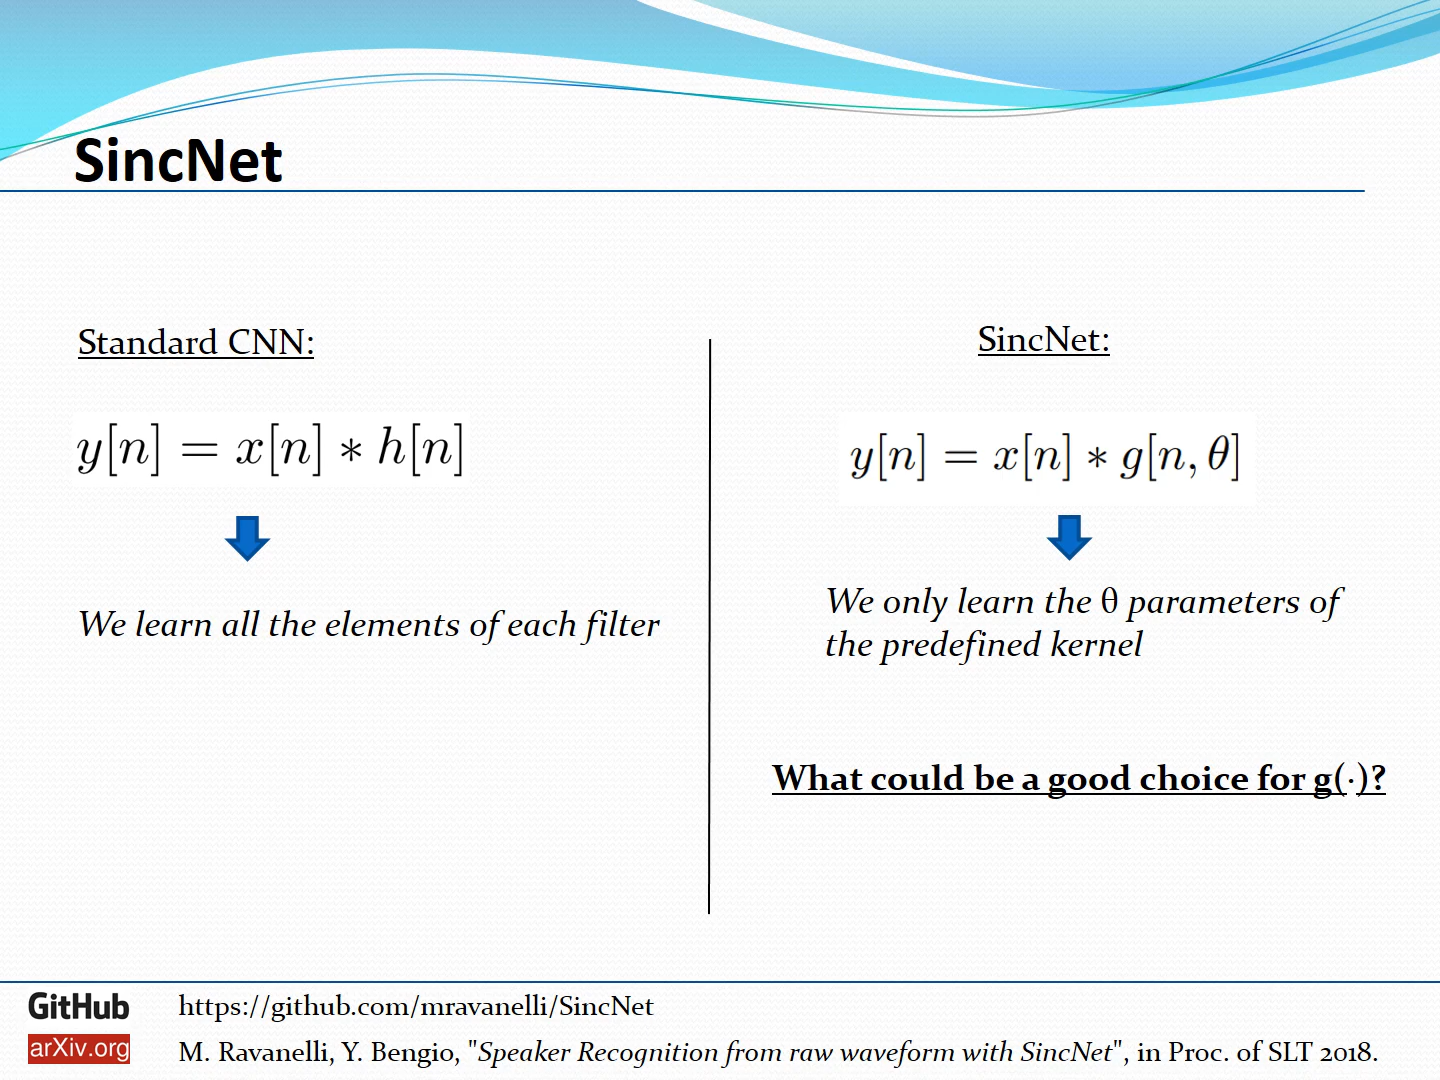 SincNet
Standard CNN:
y[n] = x[n] ∗ h[n]
We learn all the elements of each filter
SincNet:
y[n] = x[n] ∗ g[n, θ]
We only learn the θ parameters of
the predefined kernel
What could be a good choice for g(·)?
GitHub
https://github.com/mravanelli/SincNet
arXiv.org
M. Ravanelli, Y. Bengio, "Speaker Recognition from raw waveform with SincNet", in Proc. of SLT 2018.